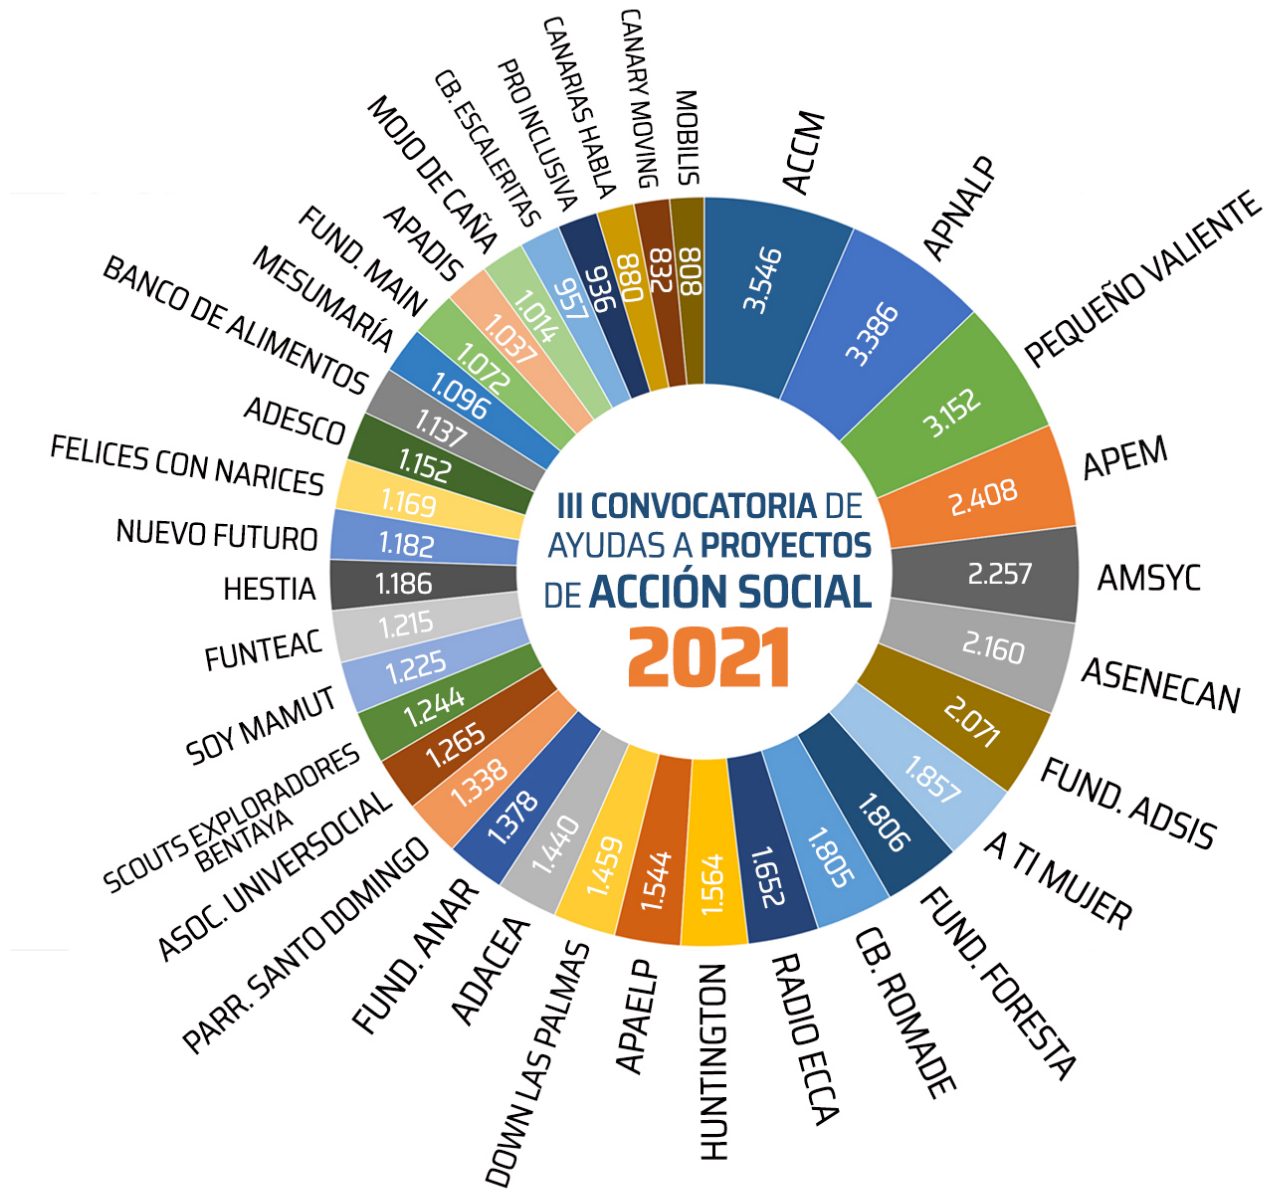 III CONVOCATORIA DE
AYUDAS A PROYECTOS
DE ACCIÓN SOCIAL
2021
ACCM
3.546
APNALP
3.386
PEQUEÑO VALIENTE
3.152
APEM
2.408
AMSYC
2.257
ASENECAN
2.160
FUND. ADSIS
2.071
A TI MUJER
1.857
FUND. FORESTA
1.806
CB. ROMADE
1.805
RADIO ECCA
1.652
HUNTINGTON
1.564
APAELP
1.544
DOWN LAS PALMAS
1.459
ADACEA
1.440
FUND. ANAR
1.378
PARR. SANTO DOMINGO
1.338
ASOC. UNIVERSOCIAL
1.265
SCOUTS EXPLORADORES
BENTAYA
1.244
SOY MAMUT
1.225
FUNTEAC
1.215
HESTIA
1.186
NUEVO FUTURO
1.182
FELICES CON NARICES
1.169
ADESCO
1.152
BANCO DE ALIMENTOS
1.137
MESUMARÍA
1.096
FUND. MAIN
1.072
APADIS
1.037
MOJO DE CAÑA
1.014
CB. ESCALERITAS
957
PRO INCLUSIVA
936
CANARIAS HABLA
880
CANARY MOVING
832
MOBILIS
808